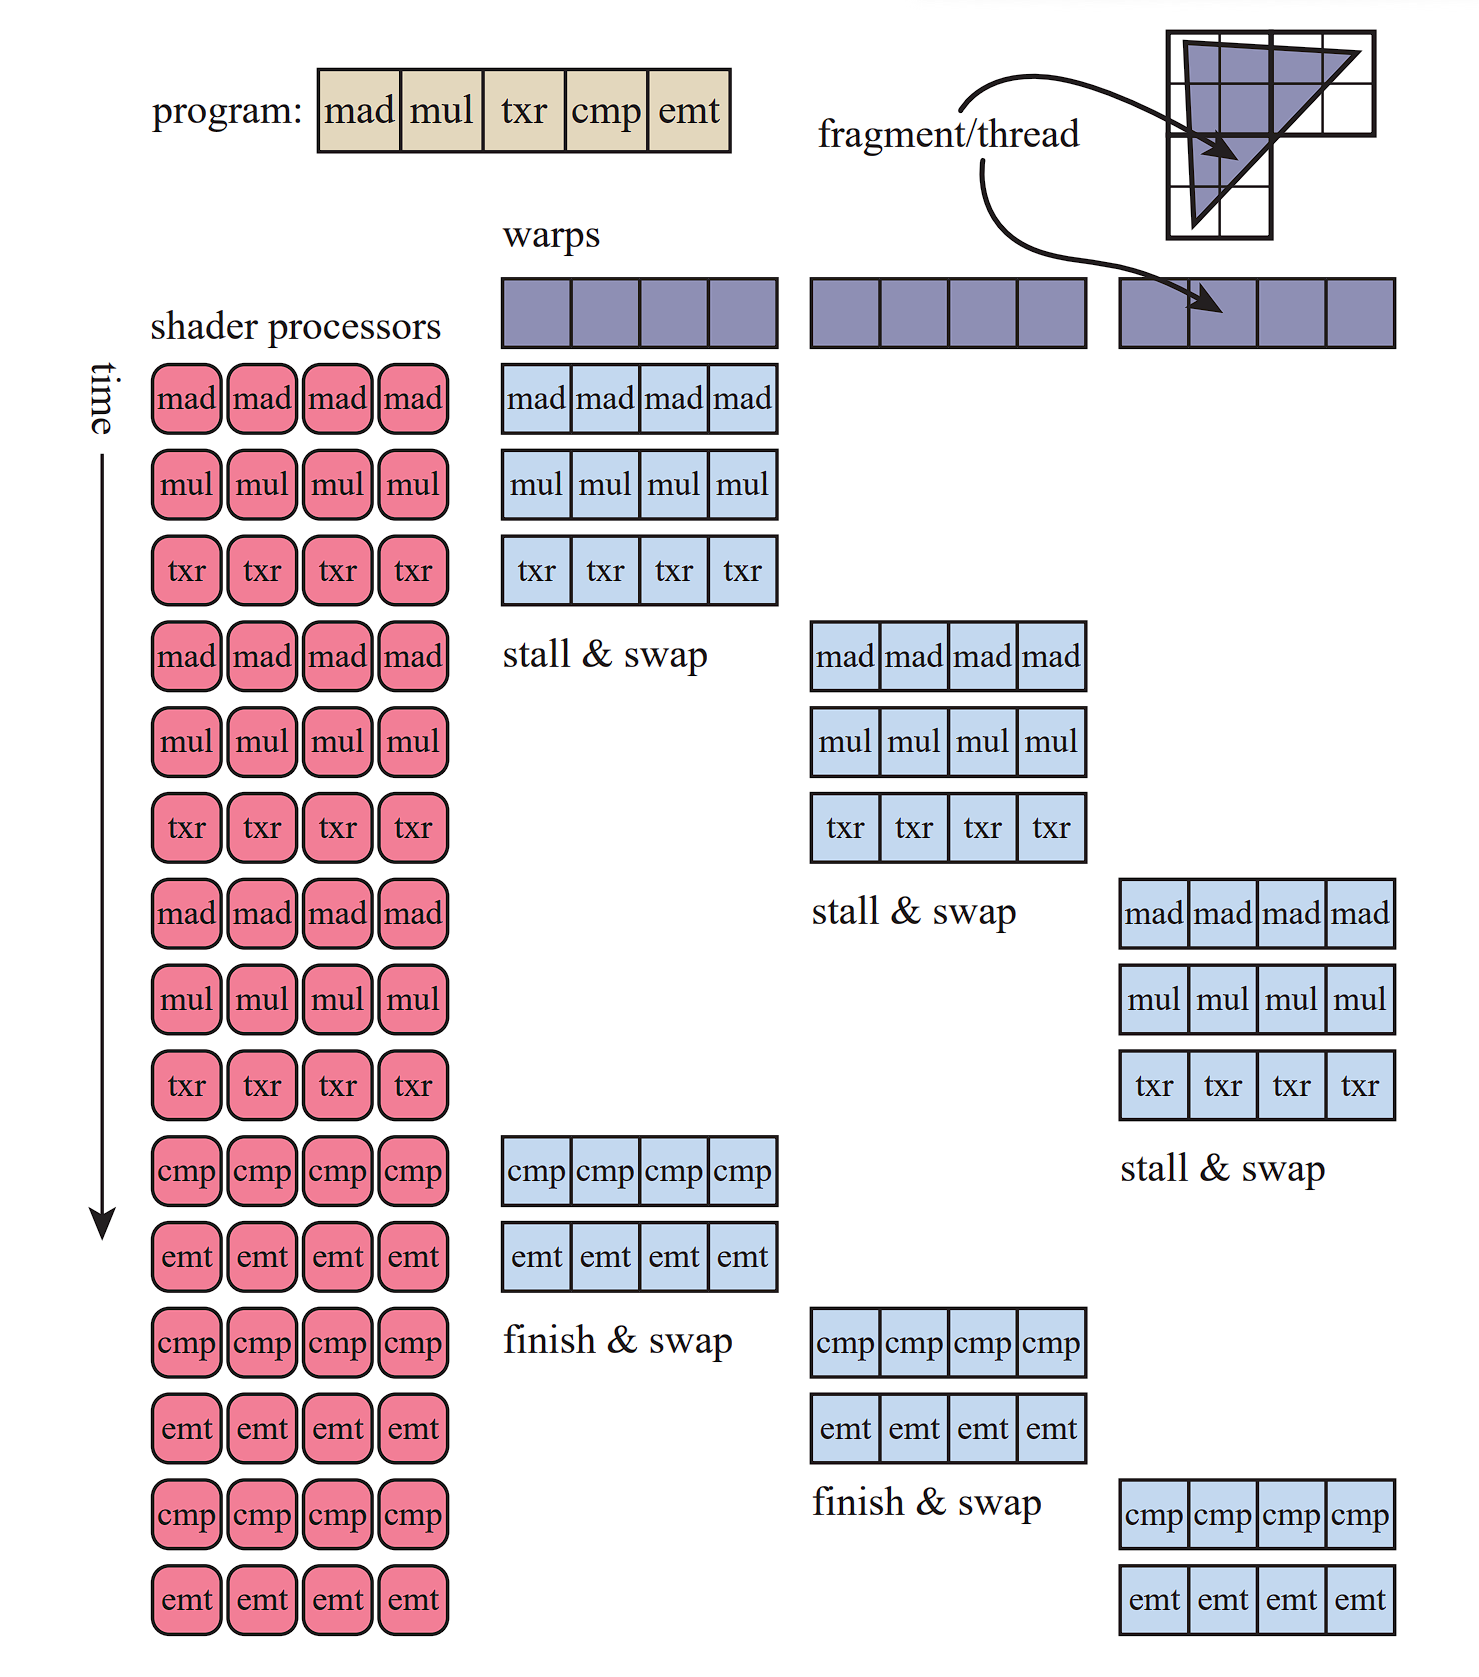 program: mad mul txr cmp emt
fragment/thread
warps
shader processors
time
mad mad mad mad mad mad mad mad
mul mul mul mul mul mul mul mul
txr txr txr txr txr txr txr txr
mad mad mad mad stall & swap mad mad mad mad
mul mul mul mul mul mul mul mul
txr txr txr txr txr txr txr txr
mad mad mad mad stall & swap mad mad mad mad
mul mul mul mul mul mul mul mul
txr txr txr txr txr txr txr txr
cmp cmp cmp cmp cmp cmp cmp cmp stall & swap
emt emt emt emt emt emt emt emt
cmp cmp cmp cmp finish & swap cmp cmp cmp cmp
emt emt emt emt emt emt emt emt
cmp cmp cmp cmp finish & swap cmp cmp cmp cmp
emt emt emt emt emt emt emt emt